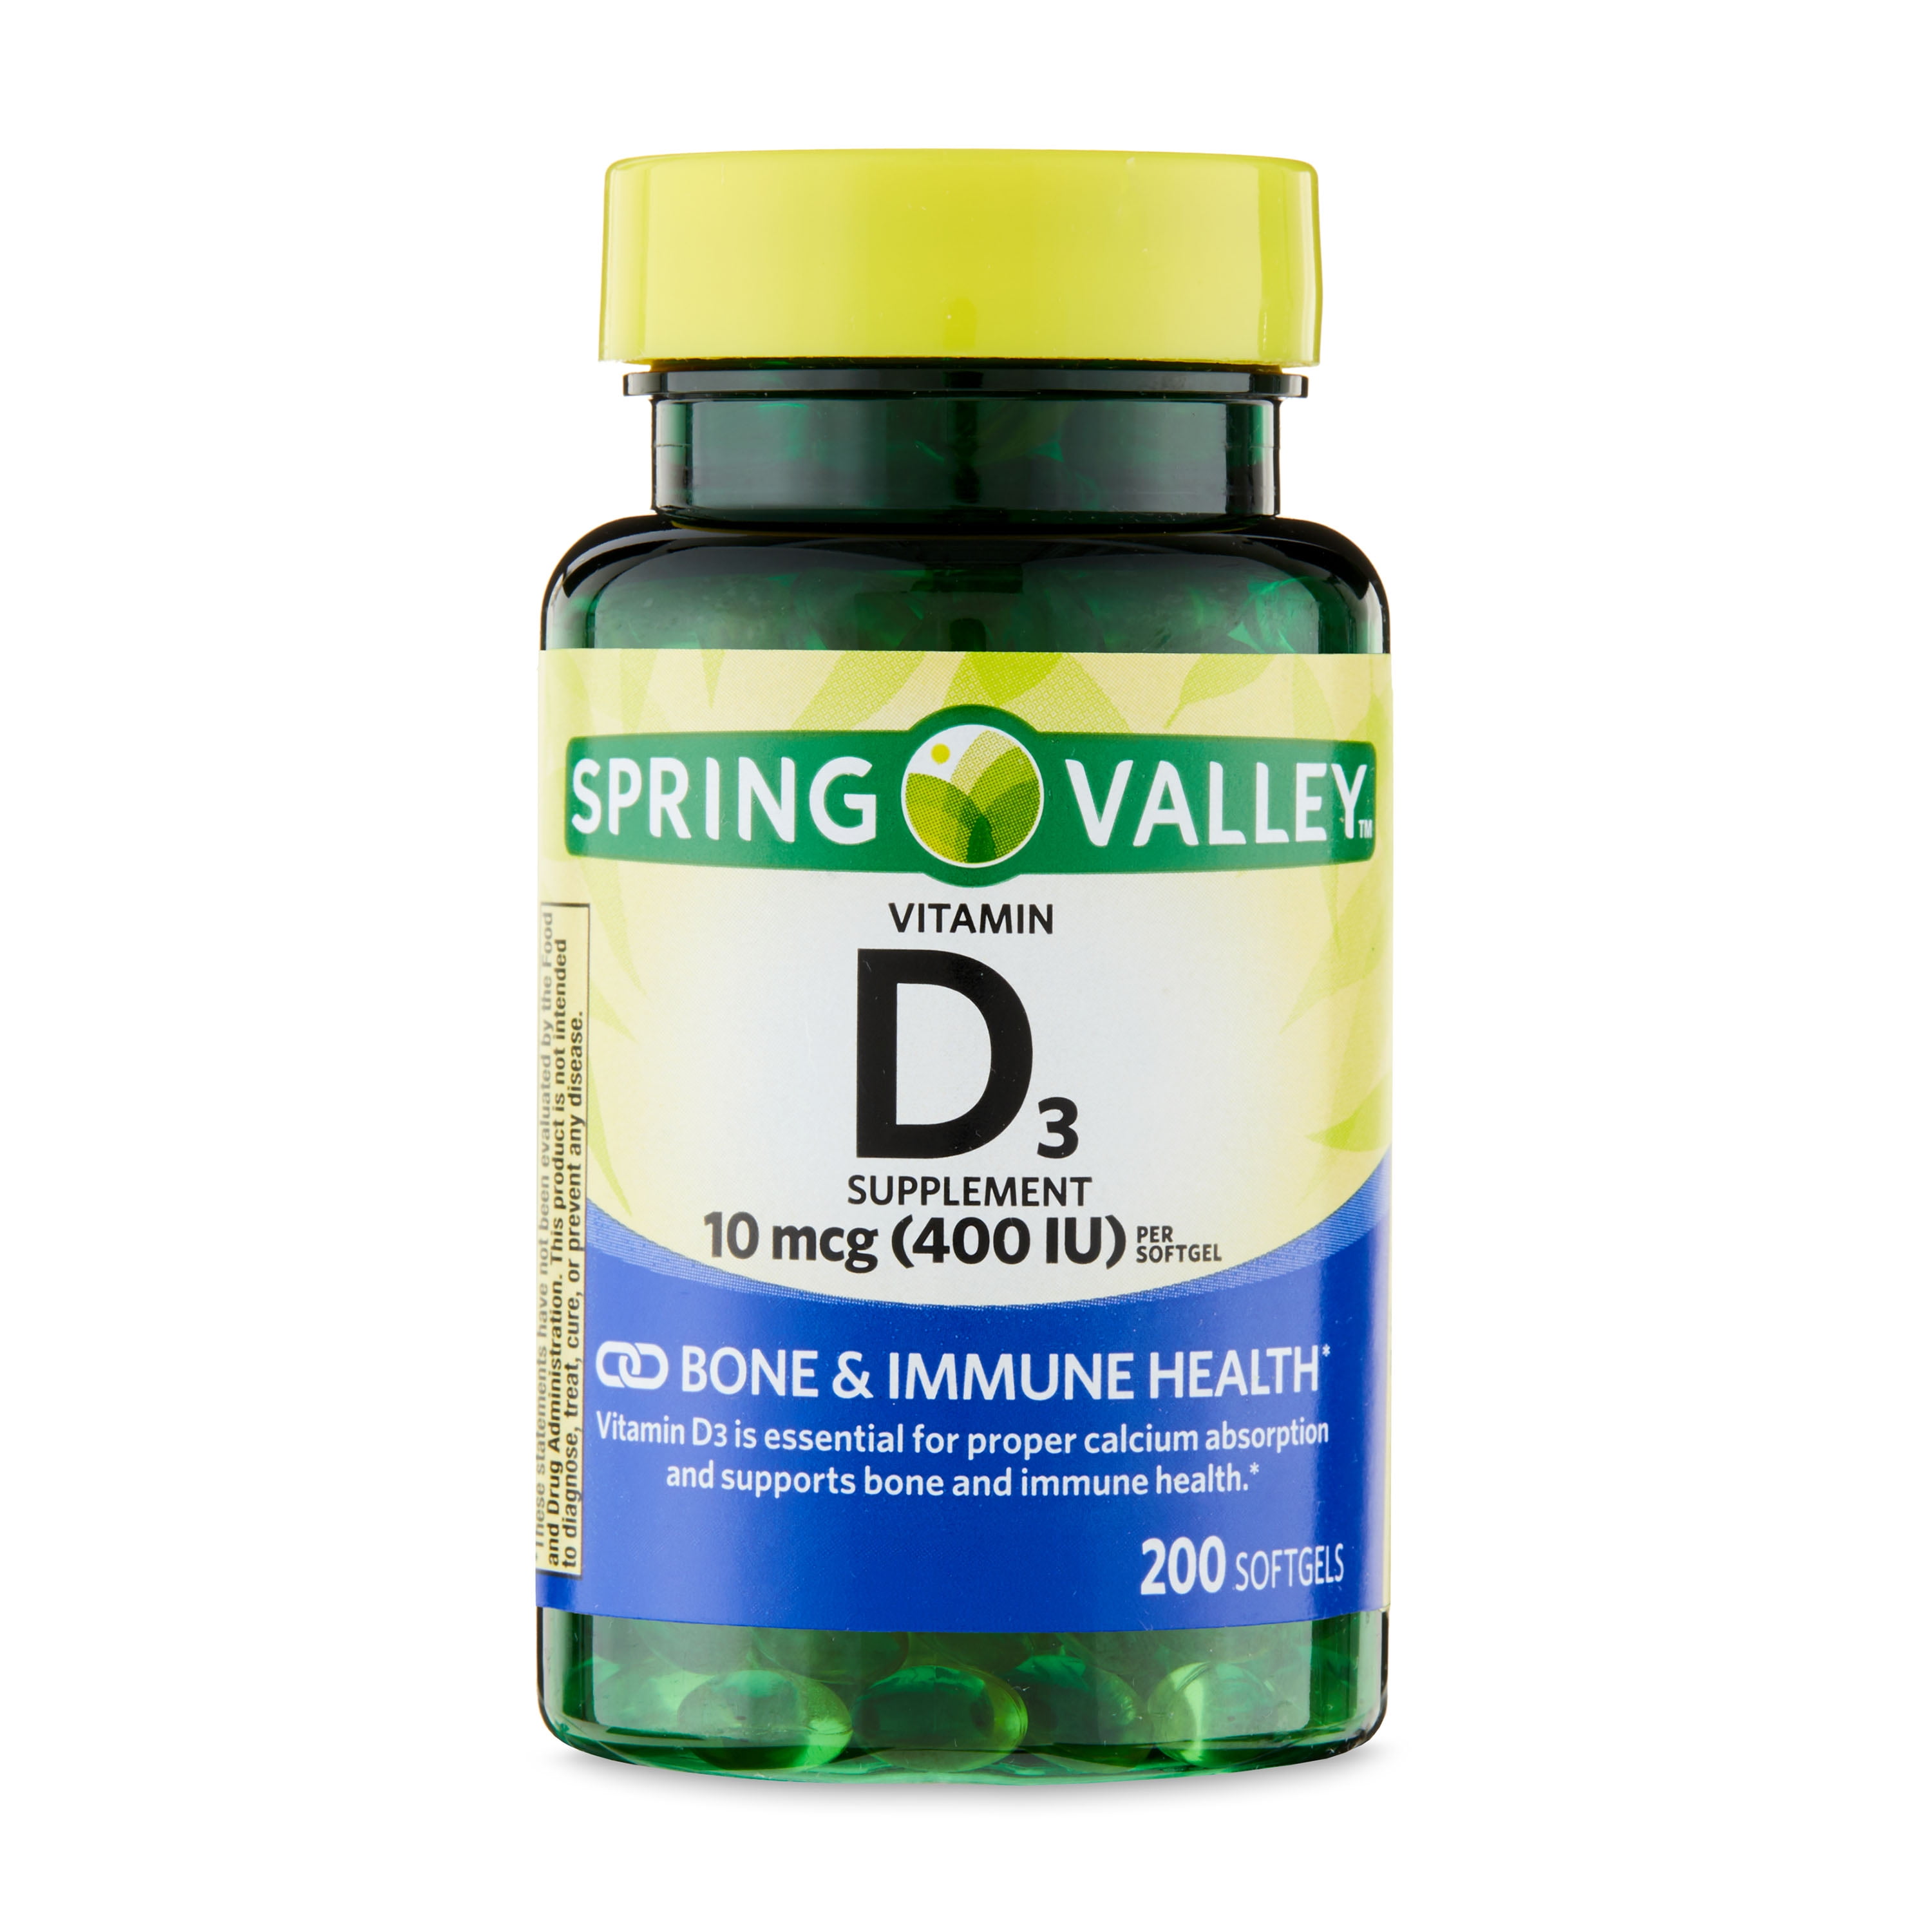 SPRING VALLEY™
VITAMIN
D3
SUPPLEMENT
10 mcg (400 IU) PER SOFTGEL
BONE & IMMUNE HEALTH*
Vitamin D3 is essential for proper calcium absorption
and supports bone and immune health.*
200 SOFTGELS
*These statements have not been evaluated by the Food
and Drug Administration. This product is not intended
to diagnose, treat, cure, or prevent any disease.